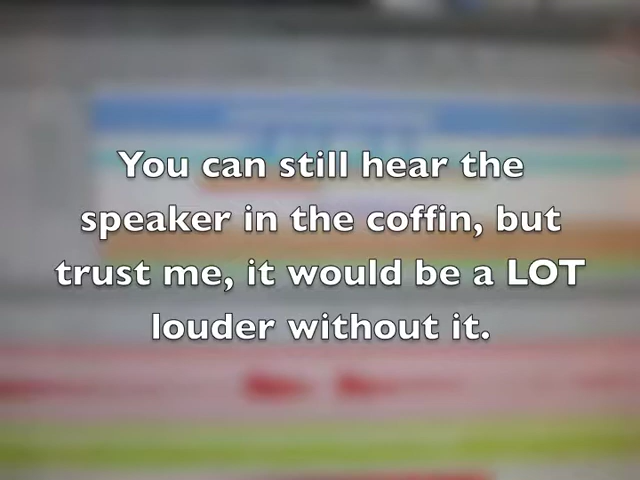 You can still hear the
speaker in the coffin, but
trust me, it would be a LOT
louder without it.